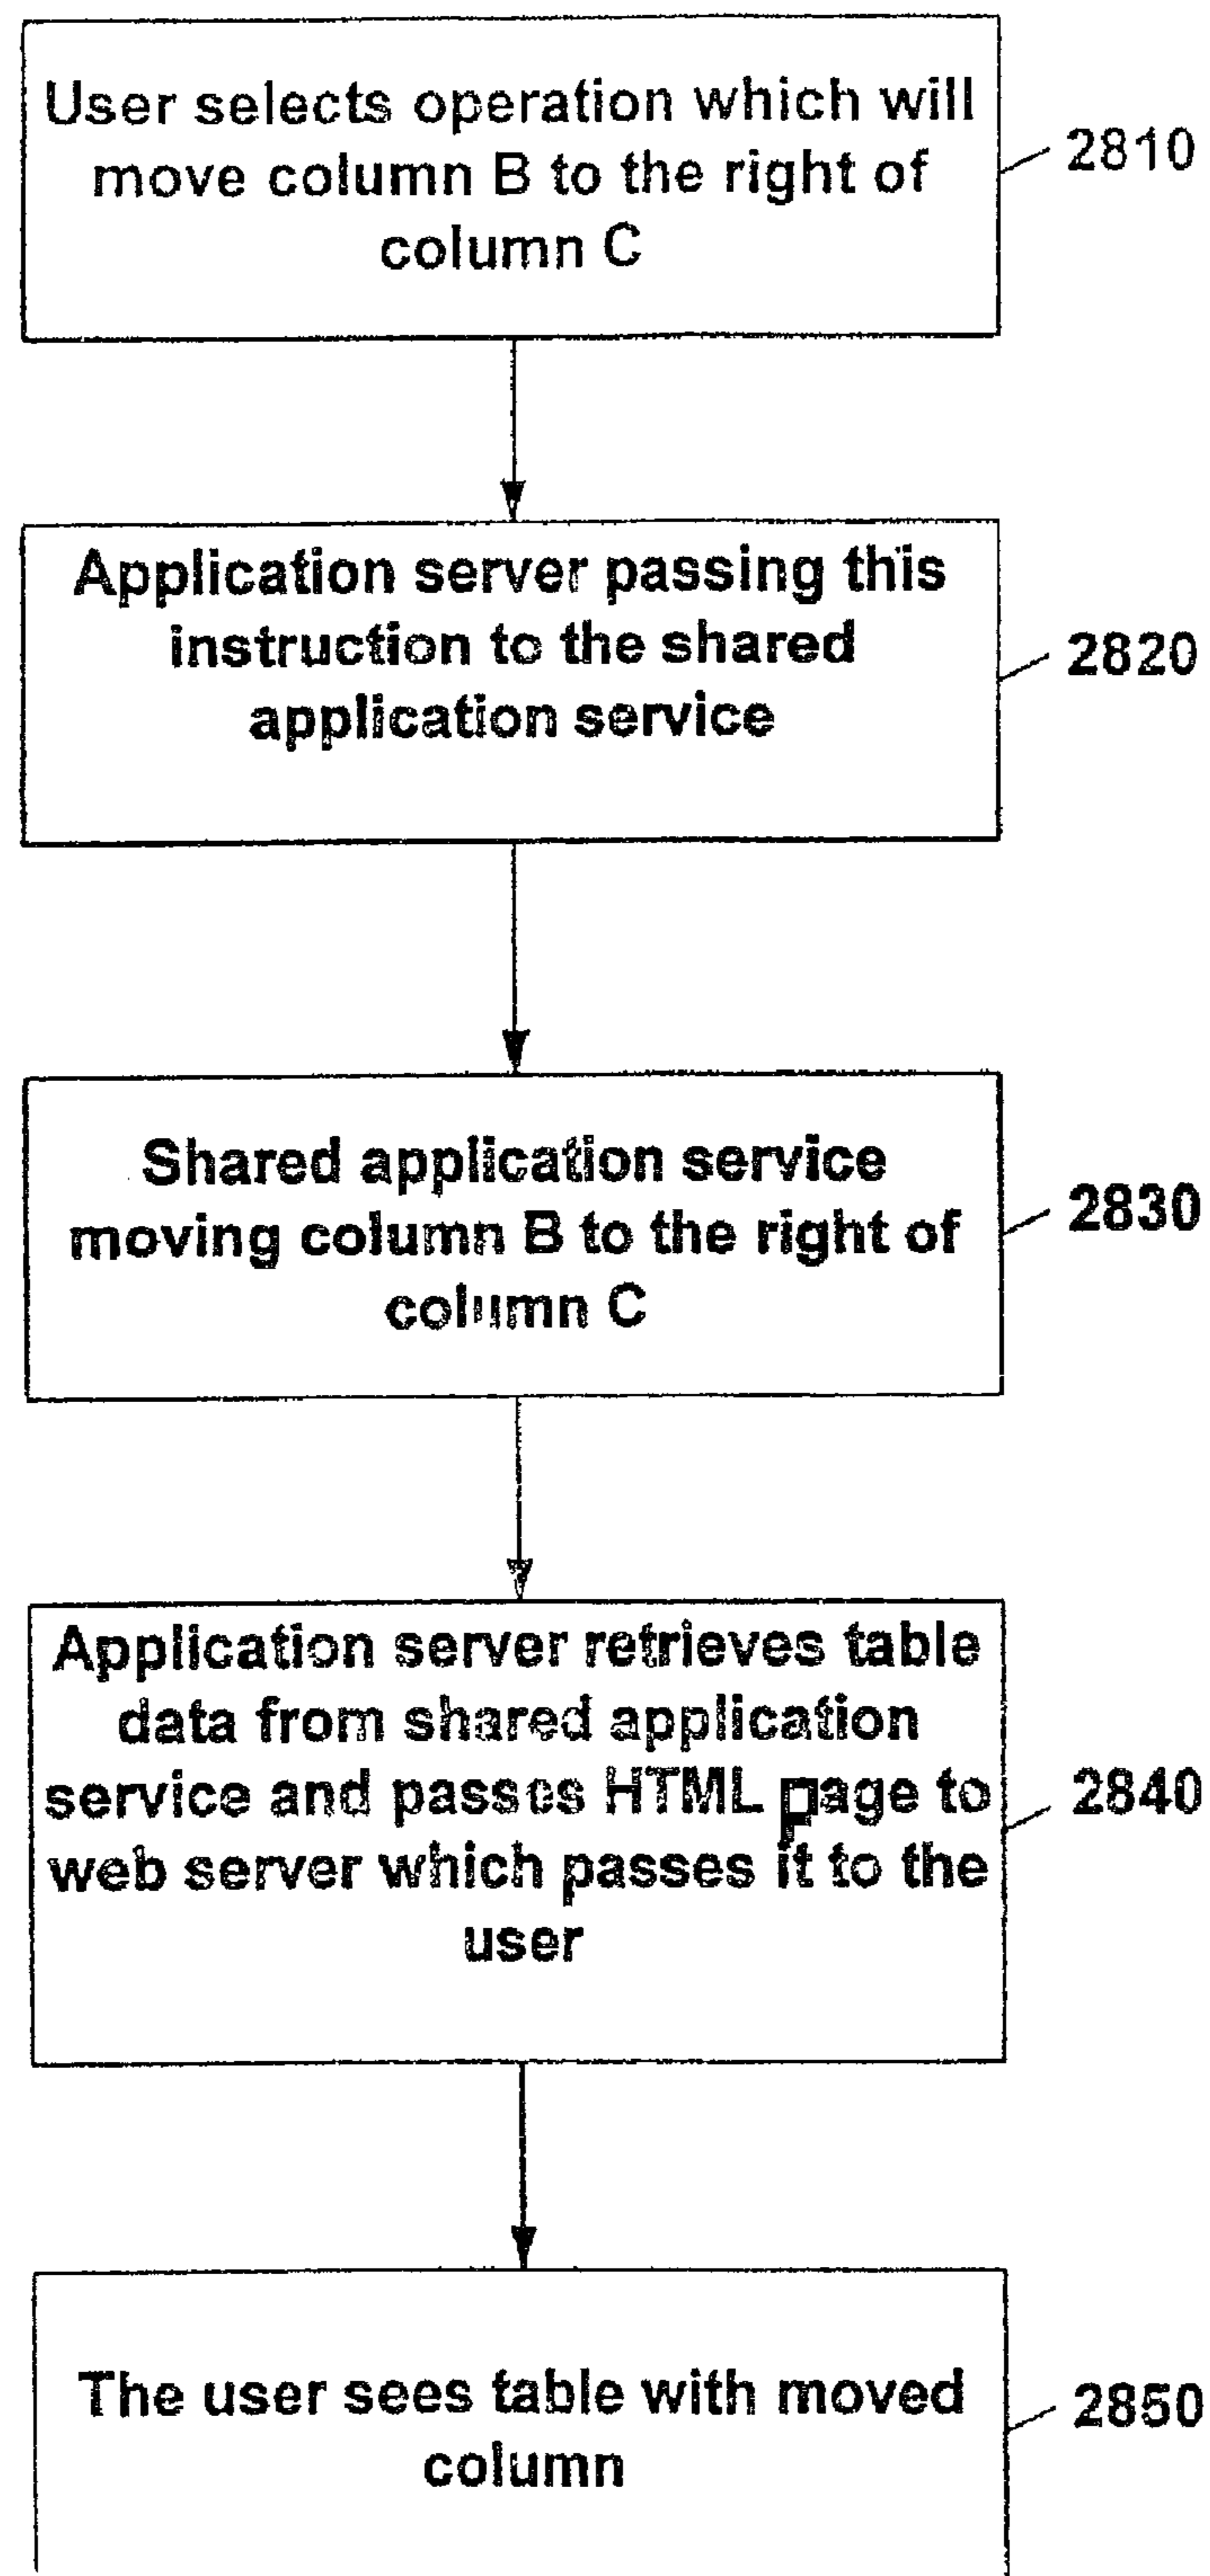 User selects operation which will
move column B to the right of
column C
2810
Application server passing this
instruction to the shared
application service
2820
Shared application service
moving column B to the right of
column C
2830
Application server retrieves table
data from shared application
service and passes HTML page to
web server which passes it to the
user
2840
The user sees table with moved
column
2850